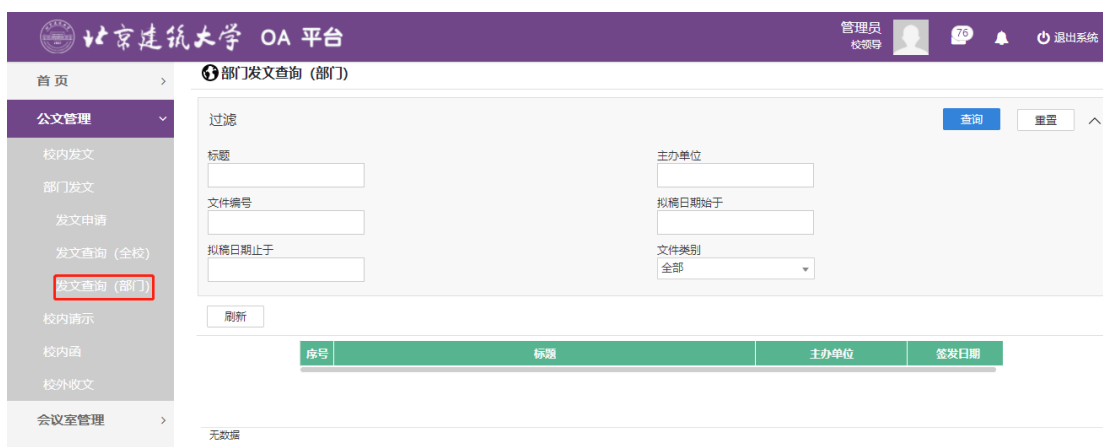 北京建筑大学 OA 平台
管理员
校领导
76
退出系统
首页
部门发文查询（部门）
公文管理
过滤
查询
重置
校内发文
标题
主办单位
部门发文
文件编号
拟稿日期始于
发文申请
发文查询（全校）
拟稿日期止于
文件类别
全部
发文查询（部门）
刷新
校内请示
校内函
序号 标题 主办单位 签发日期
校外收文
会议室管理
无数据